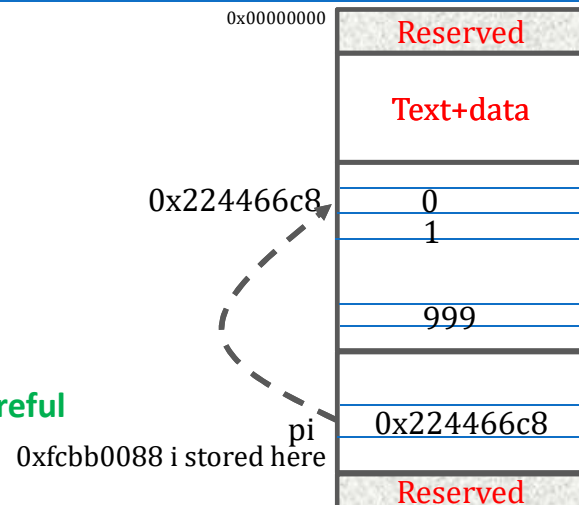 0x00000000
Reserved
Text+data
0x224466c8
0
1
999
reful
pi
0x224466c8
0xfcbb0088 i stored here
Reserved